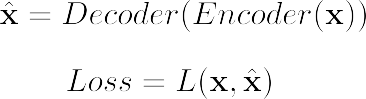 x̂ = Decoder(Encoder(x))
Loss = L(x, x̂)